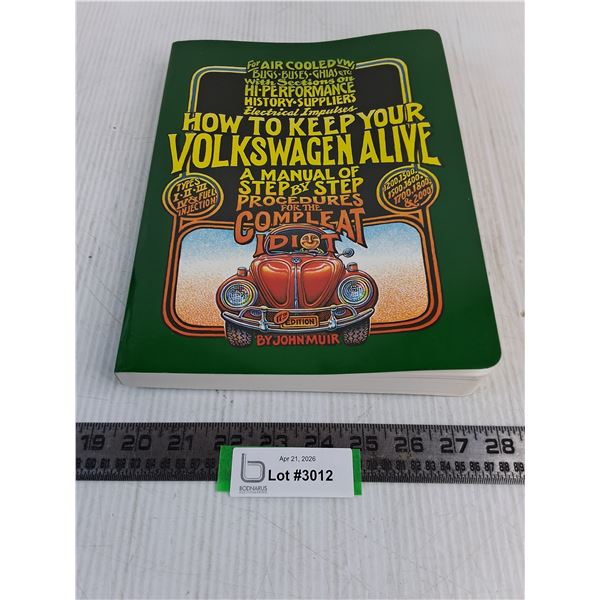 For AIR COOLED VW,
BUGS-BUSES-GHIAS ETC
with Sections on
HI-PERFORMANCE
HISTORY-SUPPLIERS
Electrical Impulses
HOW TO KEEP YOUR
VOLKSWAGEN ALIVE
A MANUAL OF
STEP BY STEP
PROCEDURES
FOR THE
COMPLEAT
IDIOT
TYPES
I-II-III
IV & FUEL
INJECTION!
1200, 1300,
1500, 1600,
1700, 1800,
& 2000!
EDITION
BY JOHN MUIR
19 20 21 22 23 24 25 26 27 28
Apr 21, 2026
Lot #3012
BODNARUS